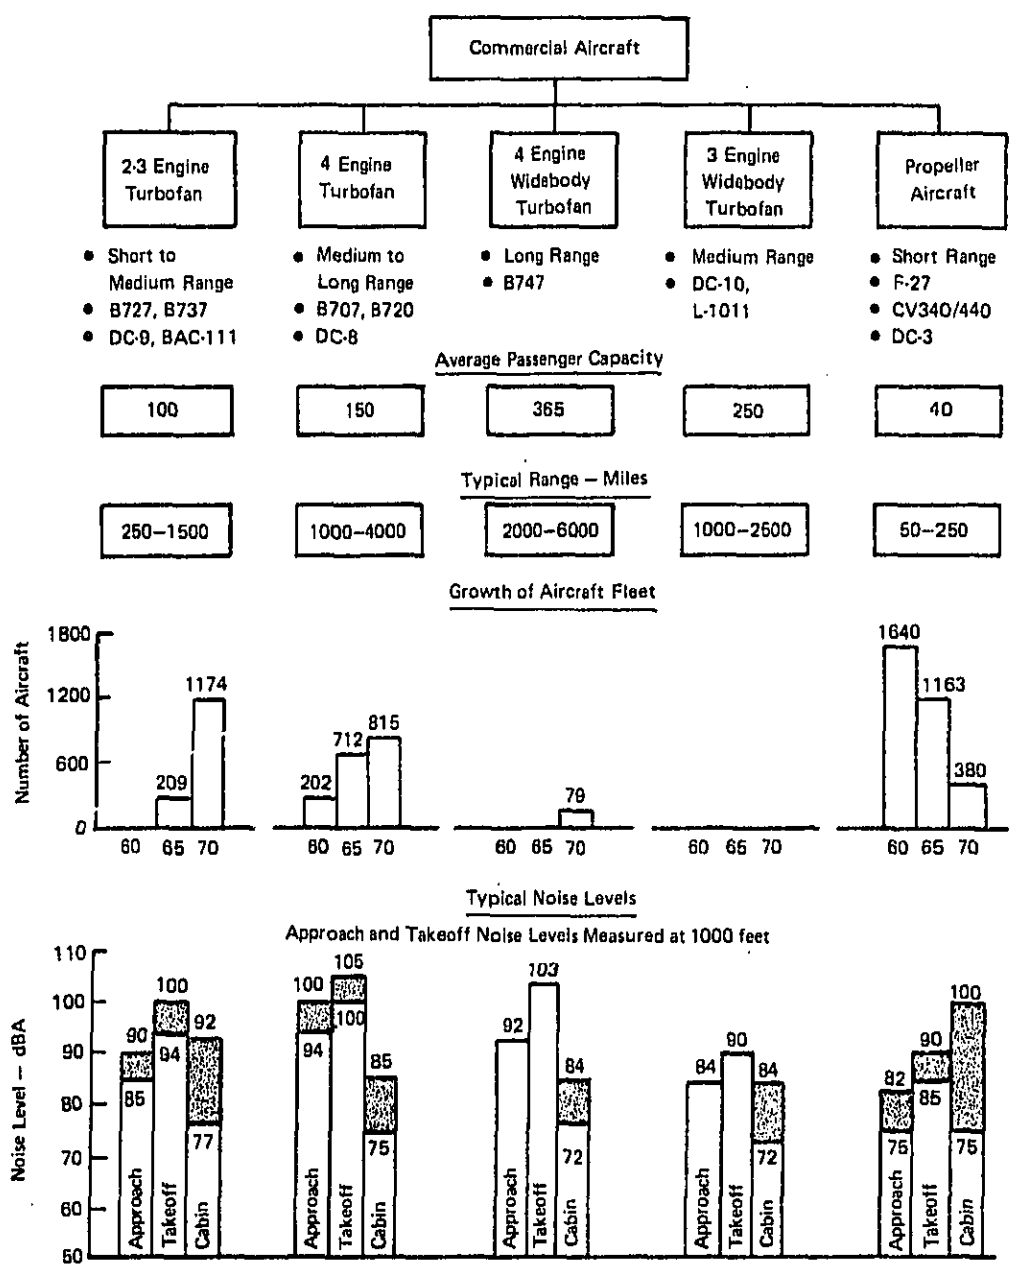 Commercial Aircraft
2-3 Engine
Turbofan
4 Engine
Turbofan
4 Engine
Widebody
Turbofan
3 Engine
Widebody
Turbofan
Propeller
Aircraft
• Short to
Medium Range
• B727, B737
• DC-9, BAC-111
• Medium to
Long Range
• B707, B720
• DC-8
• Long Range
• B747
• Medium Range
• DC-10,
L-1011
• Short Range
• F-27
• CV340/440
• DC-3
Average Passenger Capacity
100 150 365 250 40
Typical Range – Miles
250–1500 1000–4000 2000–6000 1000–2500 50–250
Growth of Aircraft Fleet
Number of Aircraft
1800
1200
600
0
209 1174
202 712 815
79
1640 1163 380
60 65 70 60 65 70 60 65 70 60 65 70 60 65 70
Typical Noise Levels
Approach and Takeoff Noise Levels Measured at 1000 feet
Noise Level – dBA
110
100
90
80
70
60
50
90 100 92
85 94 77
Approach Takeoff Cabin
100 105 85
94 100 75
Approach Takeoff Cabin
92 103 84
72
Approach Takeoff Cabin
84 90 84
72
Approach Takeoff Cabin
82 90 100
75 85 75
Approach Takeoff Cabin